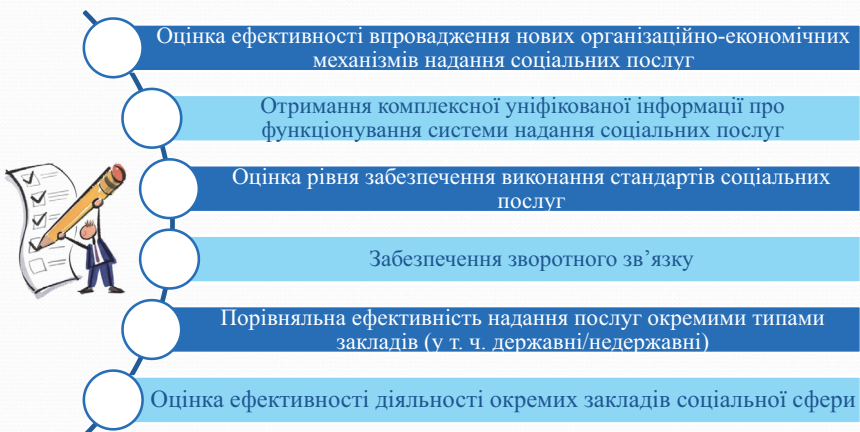 Оцінка ефективності впровадження нових організаційно-економічних
механізмів надання соціальних послуг
Отримання комплексної уніфікованої інформації про
функціонування системи надання соціальних послуг
Оцінка рівня забезпечення виконання стандартів соціальних
послуг
Забезпечення зворотного зв’язку
Порівняльна ефективність надання послуг окремими типами
закладів (у т. ч. державні/недержавні)
Оцінка ефективності діяльності окремих закладів соціальної сфери